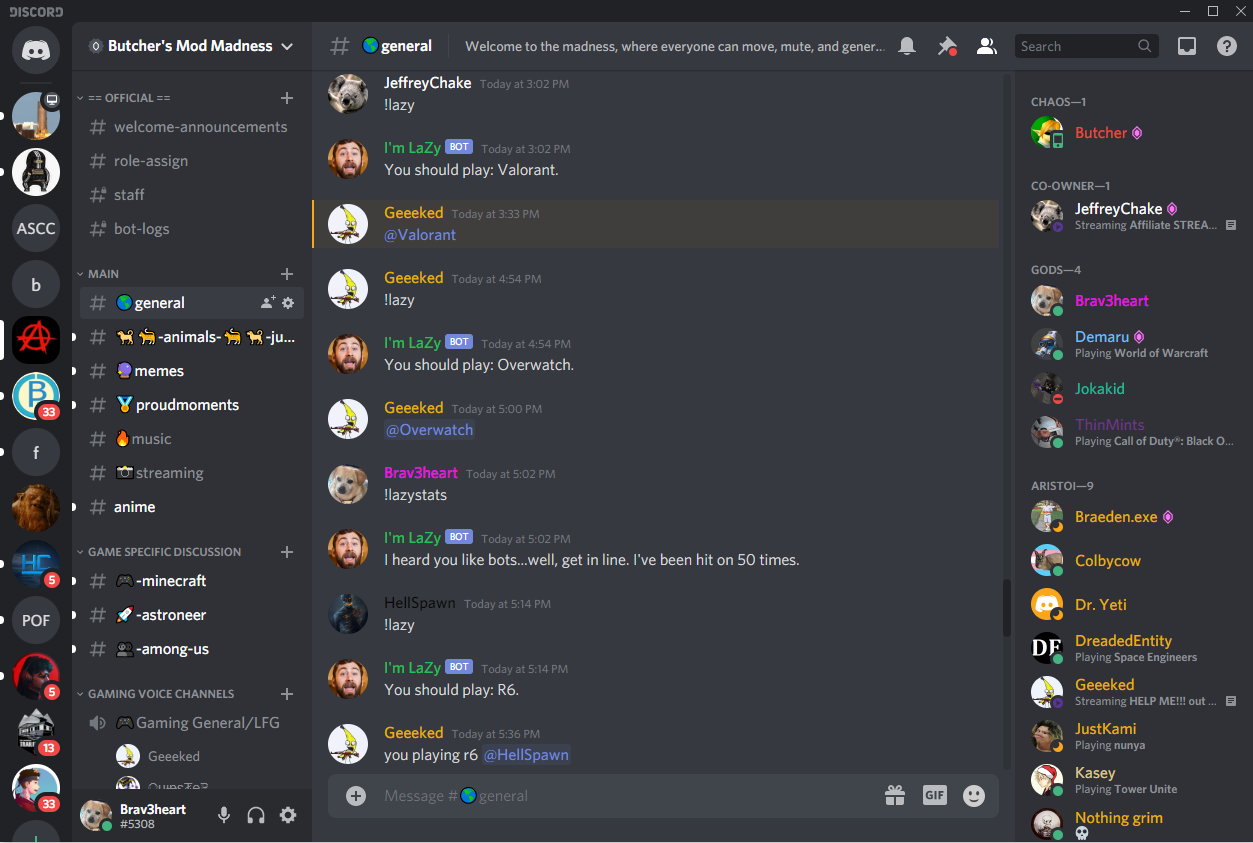 DISCORD
ASCC
b
33
f
5
POF
5
13
33
Butcher's Mod Madness
== OFFICIAL ==
welcome-announcements
role-assign
staff
bot-logs
MAIN
general
-animals-
-ju...
memes
proudmoments
music
streaming
anime
GAME SPECIFIC DISCUSSION
-minecraft
-astroneer
-among-us
GAMING VOICE CHANNELS
Gaming General/LFG
Geeeked
Brav3heart
#5308
# general
Welcome to the madness, where everyone can move, mute, and gener...
Search
JeffreyChake Today at 3:02 PM
!lazy
I'm LaZy BOT Today at 3:02 PM
You should play: Valorant.
Geeeked Today at 3:33 PM
@Valorant
Geeeked Today at 4:54 PM
!lazy
I'm LaZy BOT Today at 4:54 PM
You should play: Overwatch.
Geeeked Today at 5:00 PM
@Overwatch
Brav3heart Today at 5:02 PM
!lazystats
I'm LaZy BOT Today at 5:02 PM
I heard you like bots...well, get in line. I've been hit on 50 times.
HellSpawn Today at 5:14 PM
!lazy
I'm LaZy BOT Today at 5:14 PM
You should play: R6.
Geeeked Today at 5:36 PM
you playing r6 @HellSpawn
Message # general
GIF
CHAOS—1
Butcher
CO-OWNER—1
JeffreyChake
Streaming Affiliate STREA...
GODS—4
Brav3heart
Demaru
Playing World of Warcraft
Jokakid
ThinMints
Playing Call of Duty®: Black O...
ARISTOI—9
Braeden.exe
Colbycow
Dr. Yeti
DreadedEntity
Playing Space Engineers
Geeeked
Streaming HELP ME!!! out ...
JustKami
Playing nunya
Kasey
Playing Tower Unite
Nothing grim